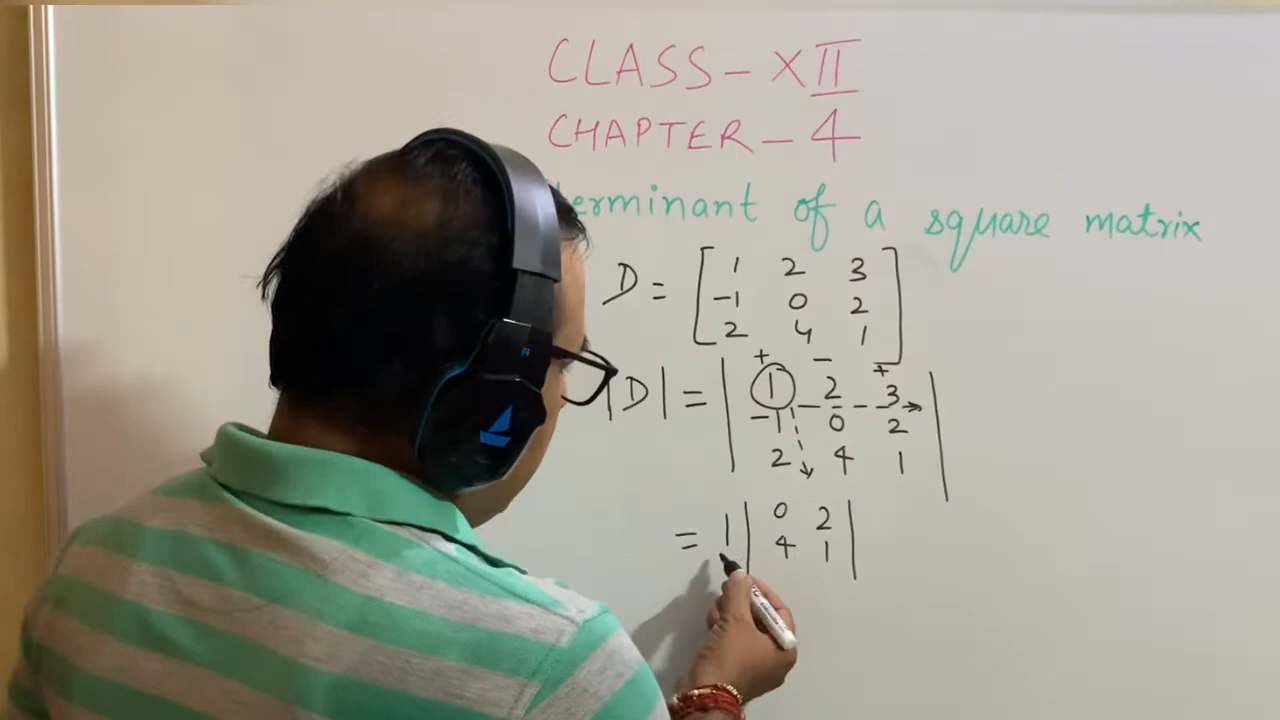 CLASS - XII
CHAPTER - 4
terminant of a square matrix
D = [ 1 2 3
-1 0 2
2 4 1 ]
+ - +
|D| = | 1 2 3
-1 0 2
2 4 1 |
= 1 | 0 2
4 1 |